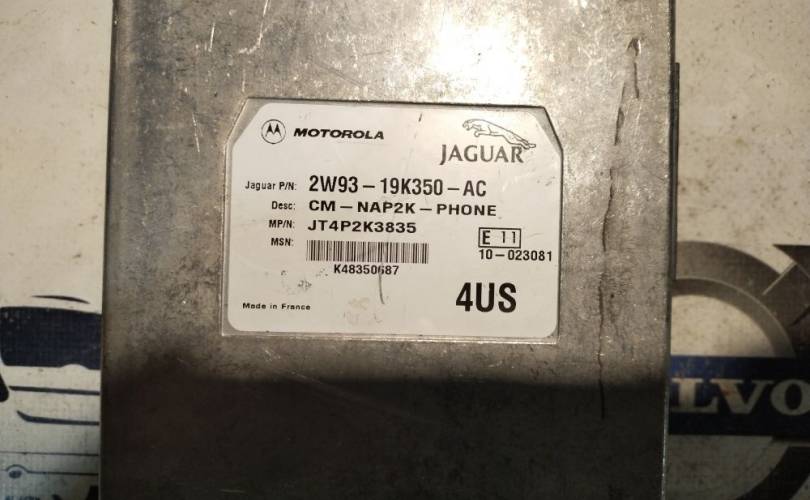 MOTOROLA
JAGUAR
Jaguar P/N: 2W93-19K350-AC
Desc: CM-NAP2K-PHONE
MP/N: JT4P2K3835
MSN:
K48350687
E 11
10-023081
Made in France
4US
LVO